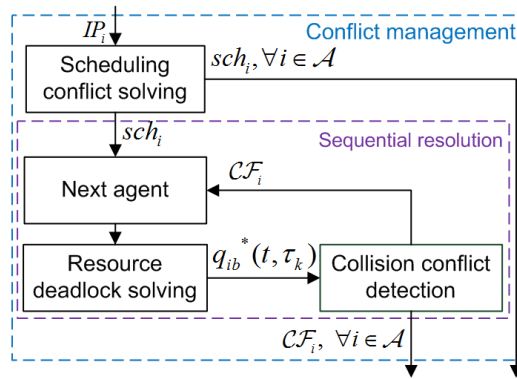 IP_i
Conflict management
Scheduling
conflict solving
sch_i, ∀i ∈ 𝒜
sch_i
Sequential resolution
Next agent
𝒞ℱ_i
Resource
deadlock solving
q_ib^*(t, τ_k)
Collision conflict
detection
𝒞ℱ_i, ∀i ∈ 𝒜